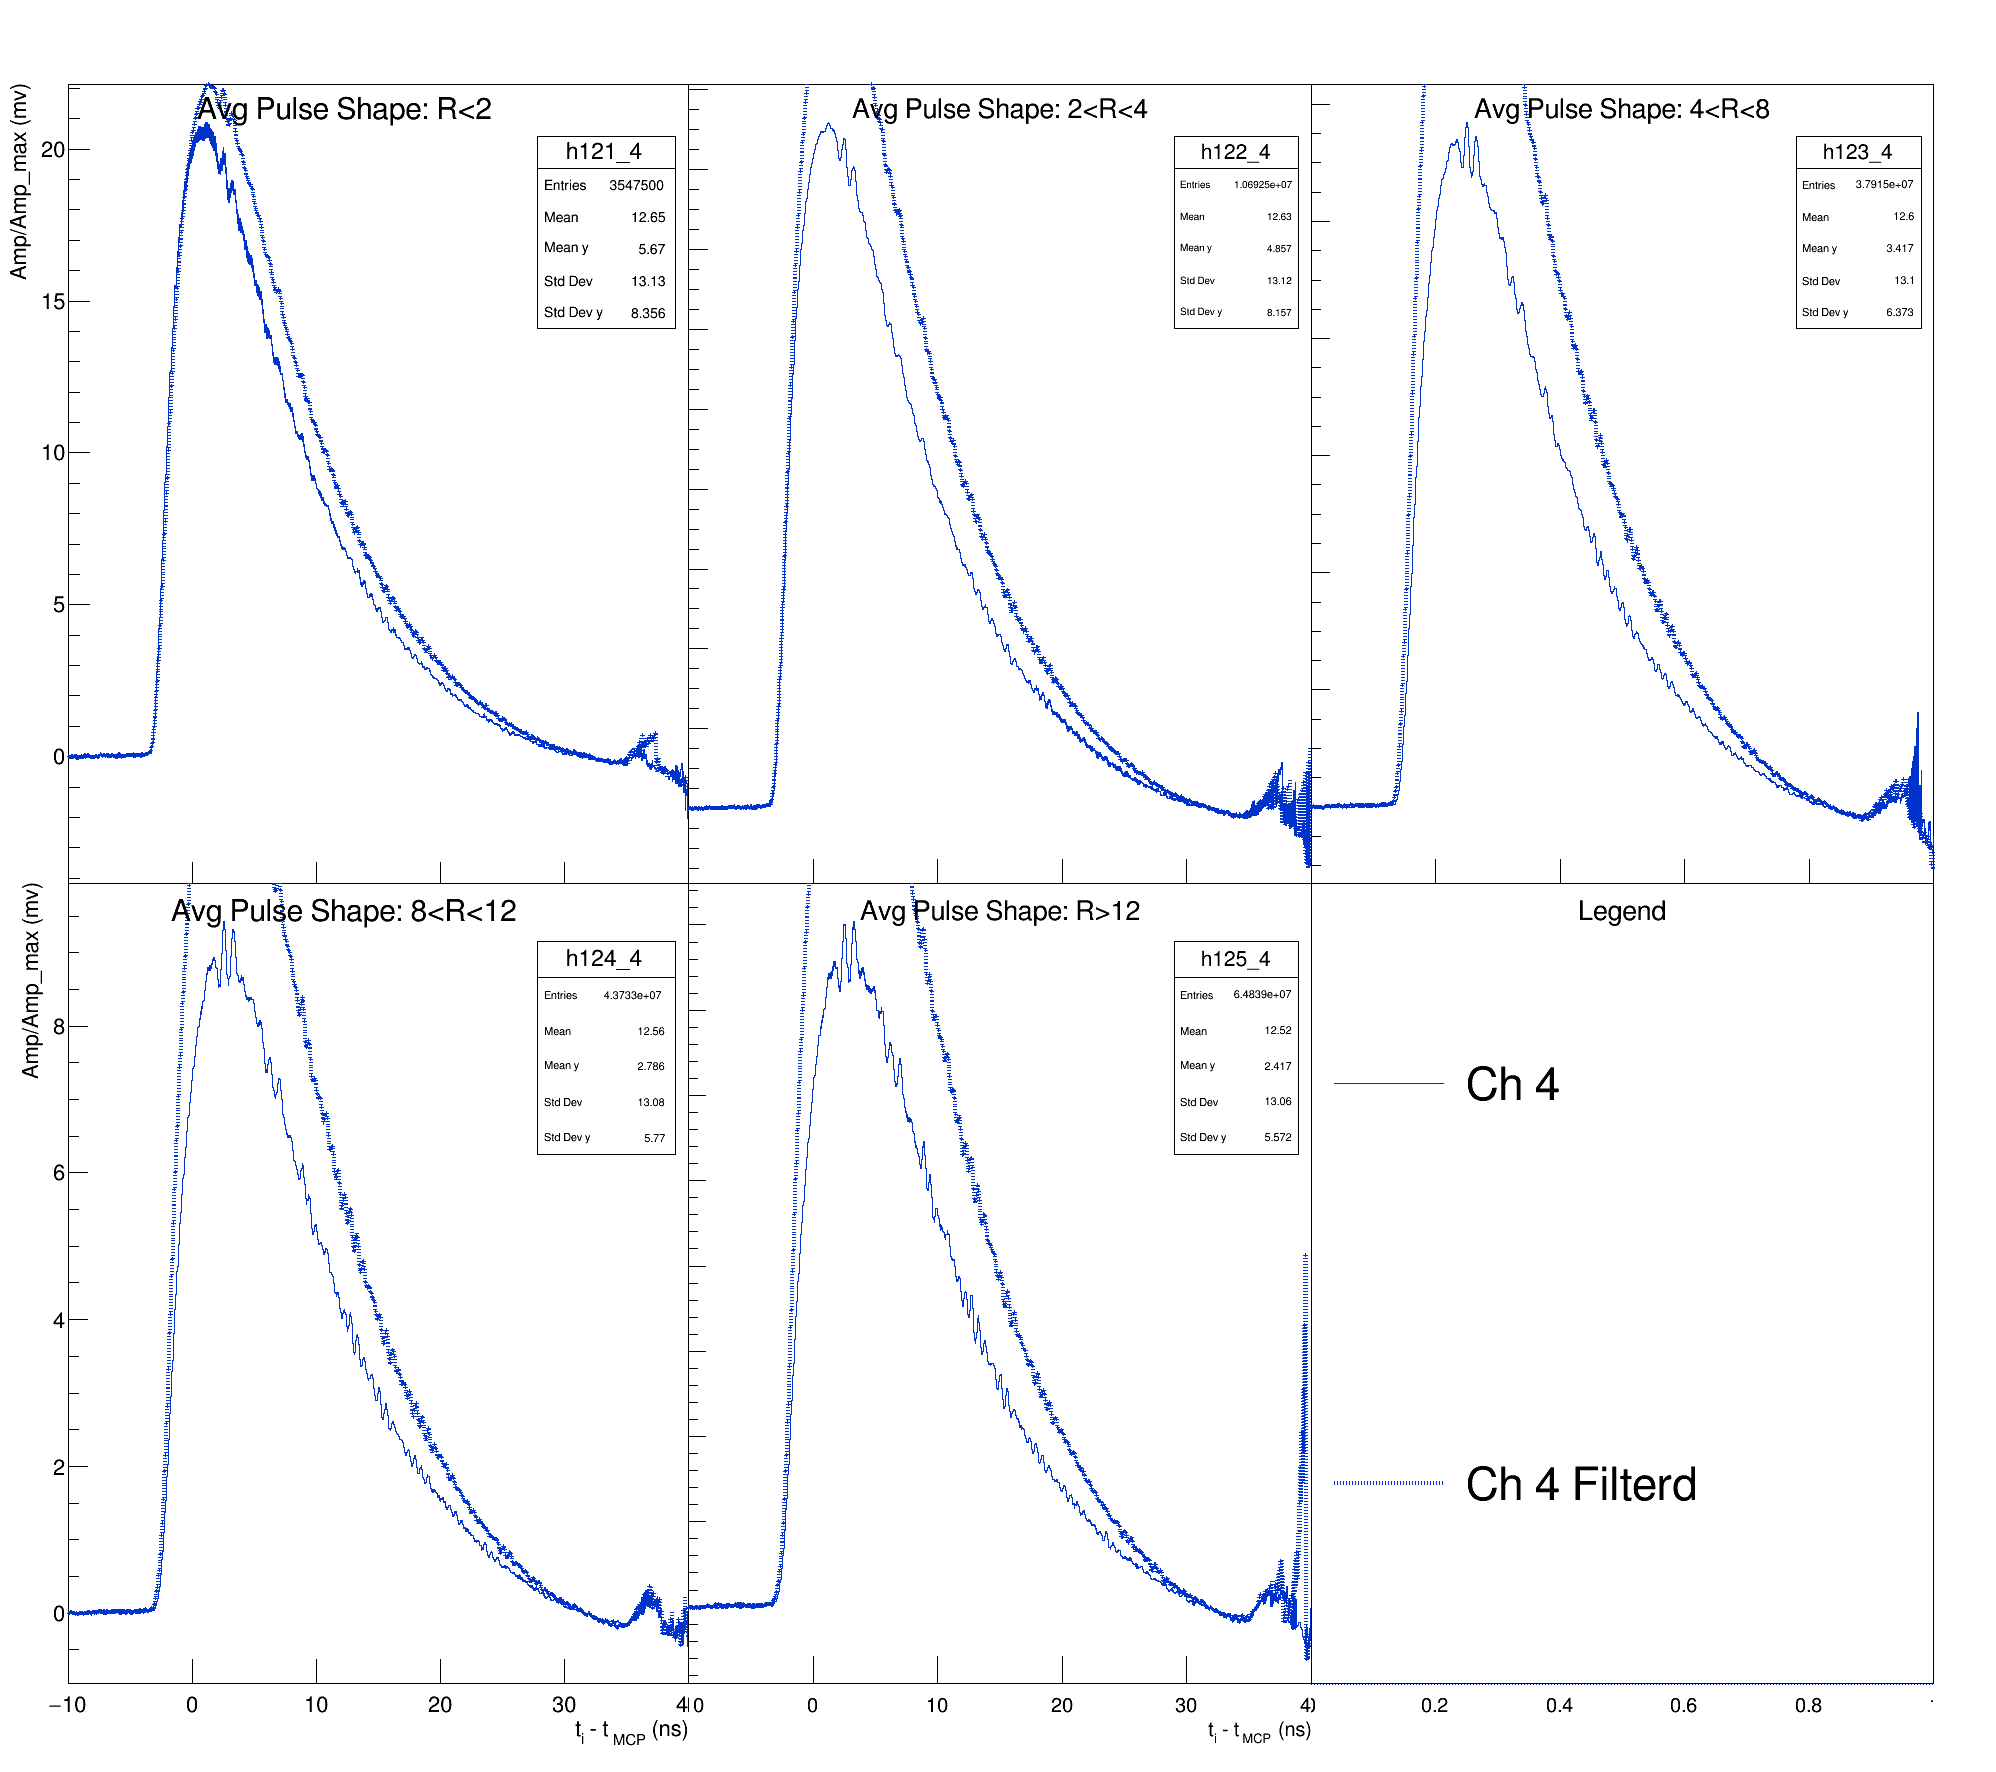 Amp/Amp_max (mv)
Avg Pulse Shape: R<2
20
15
10
5
0
h121_4
Entries 3547500
Mean 12.65
Mean y 5.67
Std Dev 13.13
Std Dev y 8.356
Avg Pulse Shape: 2<R<4
h122_4
Entries 1.06925e+07
Mean 12.63
Mean y 4.857
Std Dev 13.12
Std Dev y 8.157
Avg Pulse Shape: 4<R<8
h123_4
Entries 3.7915e+07
Mean 12.6
Mean y 3.417
Std Dev 13.1
Std Dev y 6.373
Amp/Amp_max (mv)
Avg Pulse Shape: 8<R<12
8
6
4
2
0
h124_4
Entries 4.3733e+07
Mean 12.56
Mean y 2.786
Std Dev 13.08
Std Dev y 5.77
−10 0 10 20 30 40
t_i - t_MCP (ns)
Avg Pulse Shape: R>12
h125_4
Entries 6.4839e+07
Mean 12.52
Mean y 2.417
Std Dev 13.06
Std Dev y 5.572
0 10 20 30 40
t_i - t_MCP (ns)
Legend
Ch 4
Ch 4 Filterd
0.2 0.4 0.6 0.8